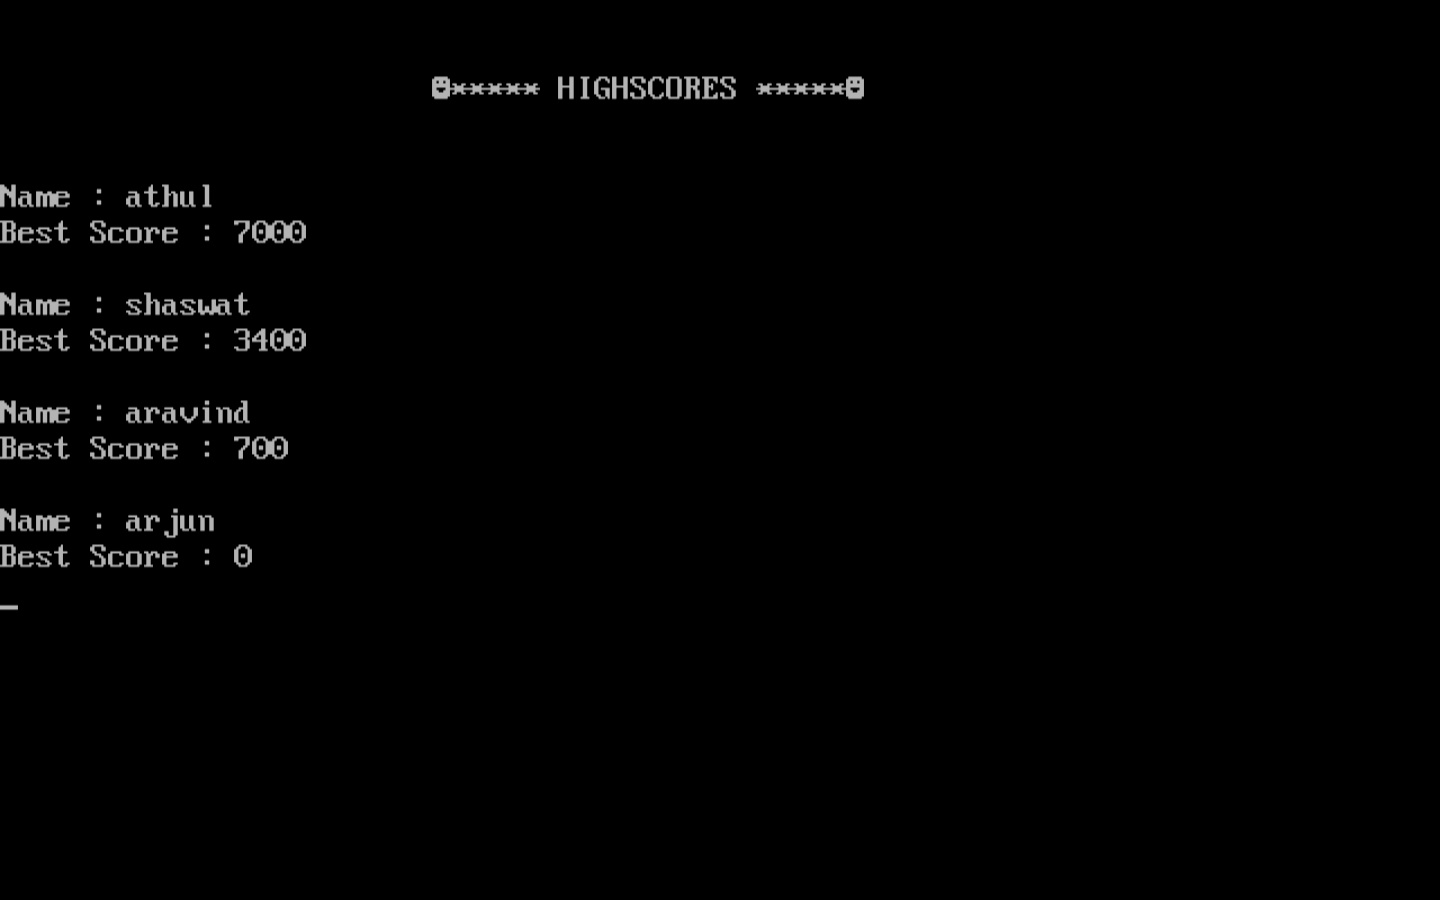 ☻***** HIGHSCORES *****☻
Name : athul
Best Score : 7000
Name : shaswat
Best Score : 3400
Name : aravind
Best Score : 700
Name : arjun
Best Score : 0
_